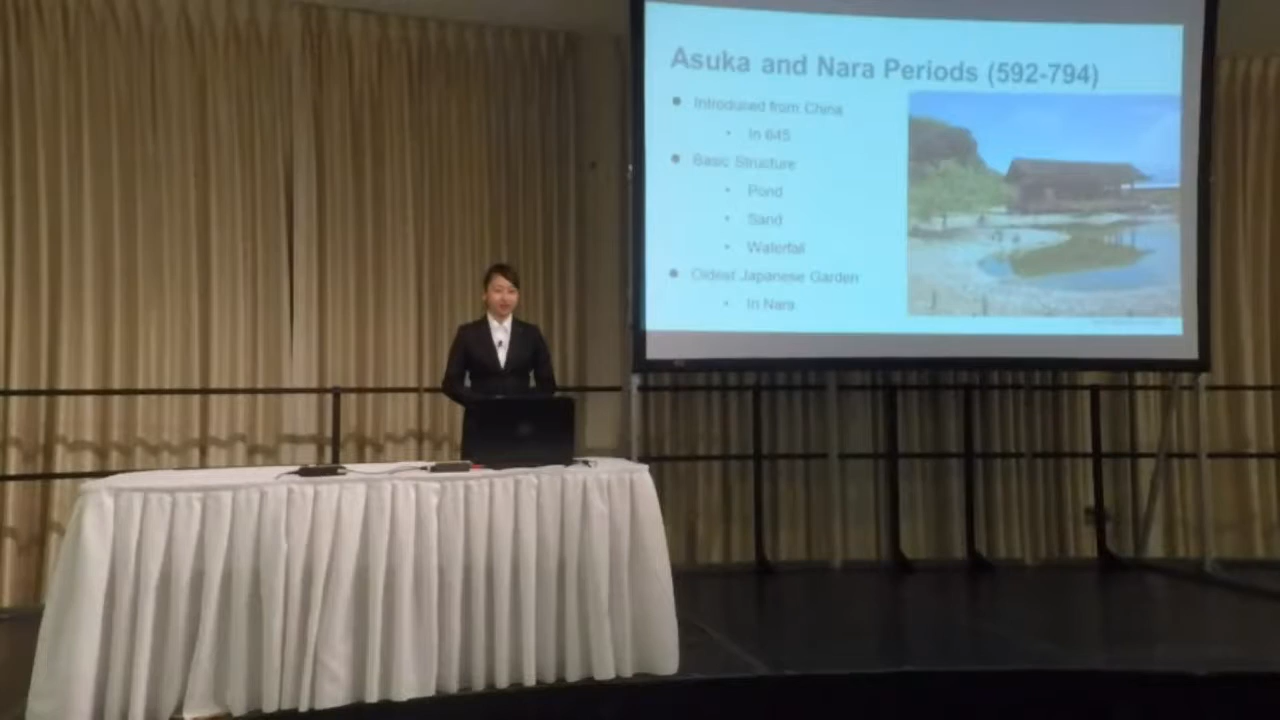 Asuka and Nara Periods (592-794)
● Introduced from China
• In 645
● Basic Structure
• Pond
• Sand
• Waterfall
● Oldest Japanese Garden
• In Nara